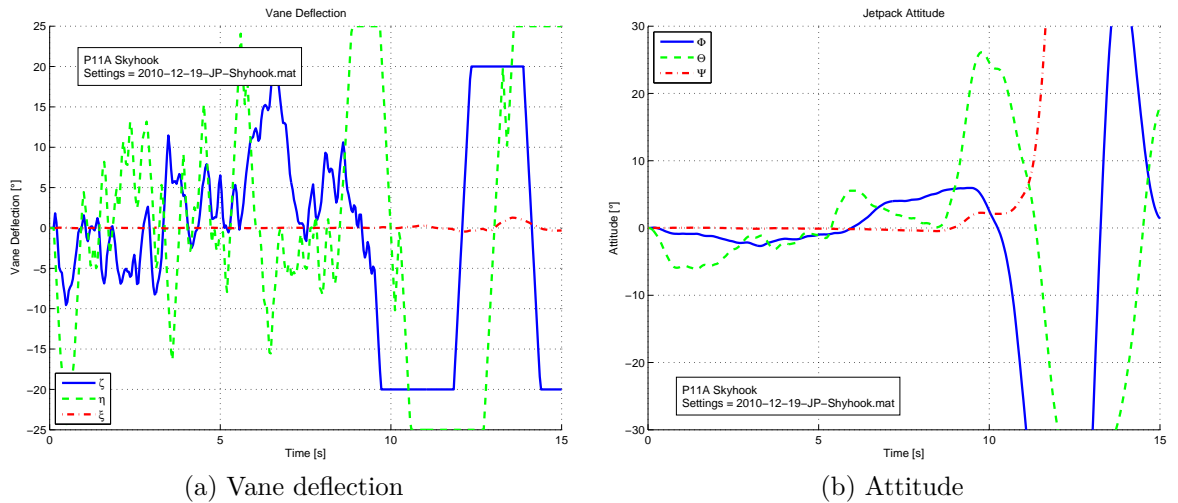 Vane Deflection
25
20
15
10
5
0
−5
−10
−15
−20
−25
Vane Deflection [°]
P11A Skyhook
Settings = 2010−12−19−JP−Shyhook.mat
ζ
η
ξ
0
5
10
15
Time [s]
(a) Vane deflection
Jetpack Attitude
30
20
10
0
−10
−20
−30
Attitude [°]
Φ
Θ
Ψ
P11A Skyhook
Settings = 2010−12−19−JP−Shyhook.mat
0
5
10
15
Time [s]
(b) Attitude